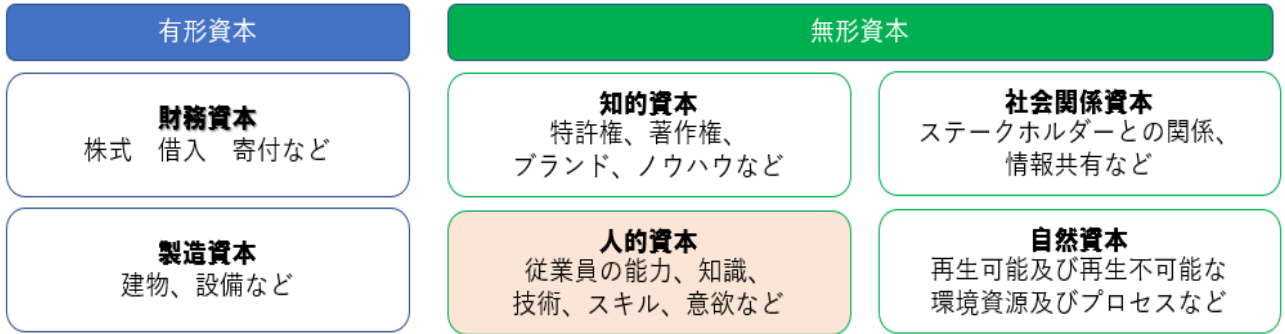 有形資本
無形資本
財務資本
株式　借入　寄付など
知的資本
特許権、著作権、
ブランド、ノウハウなど
社会関係資本
ステークホルダーとの関係、
情報共有など
製造資本
建物、設備など
人的資本
従業員の能力、知識、
技術、スキル、意欲など
自然資本
再生可能及び再生不可能な
環境資源及びプロセスなど